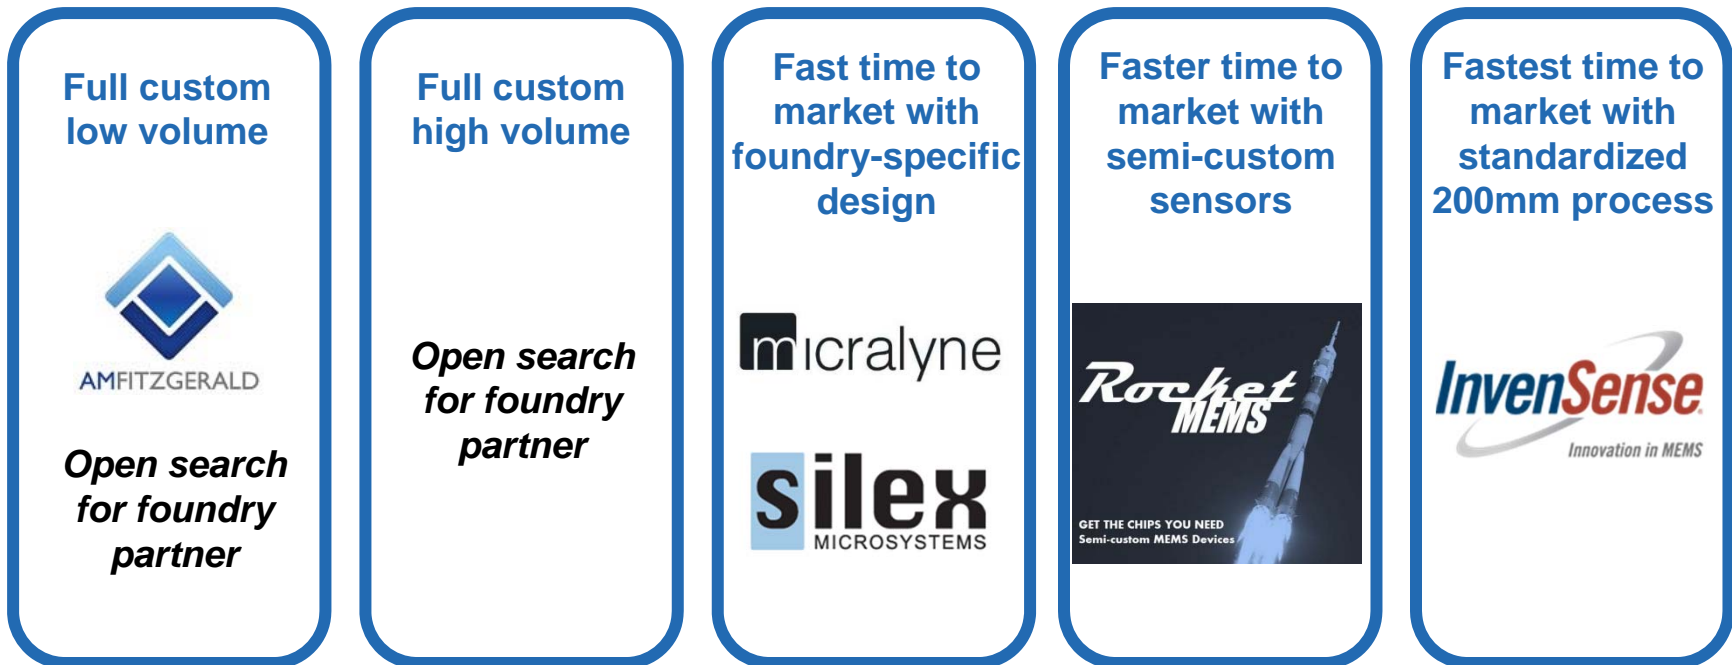 Full custom
low volume
AMFITZGERALD
Open search
for foundry
partner
Full custom
high volume
Open search
for foundry
partner
Fast time to
market with
foundry-specific
design
micralyne
silex
MICROSYSTEMS
Faster time to
market with
semi-custom
sensors
Rocket
MEMS
GET THE CHIPS YOU NEED
Semi-custom MEMS Devices
Fastest time to
market with
standardized
200mm process
InvenSense®
Innovation in MEMS